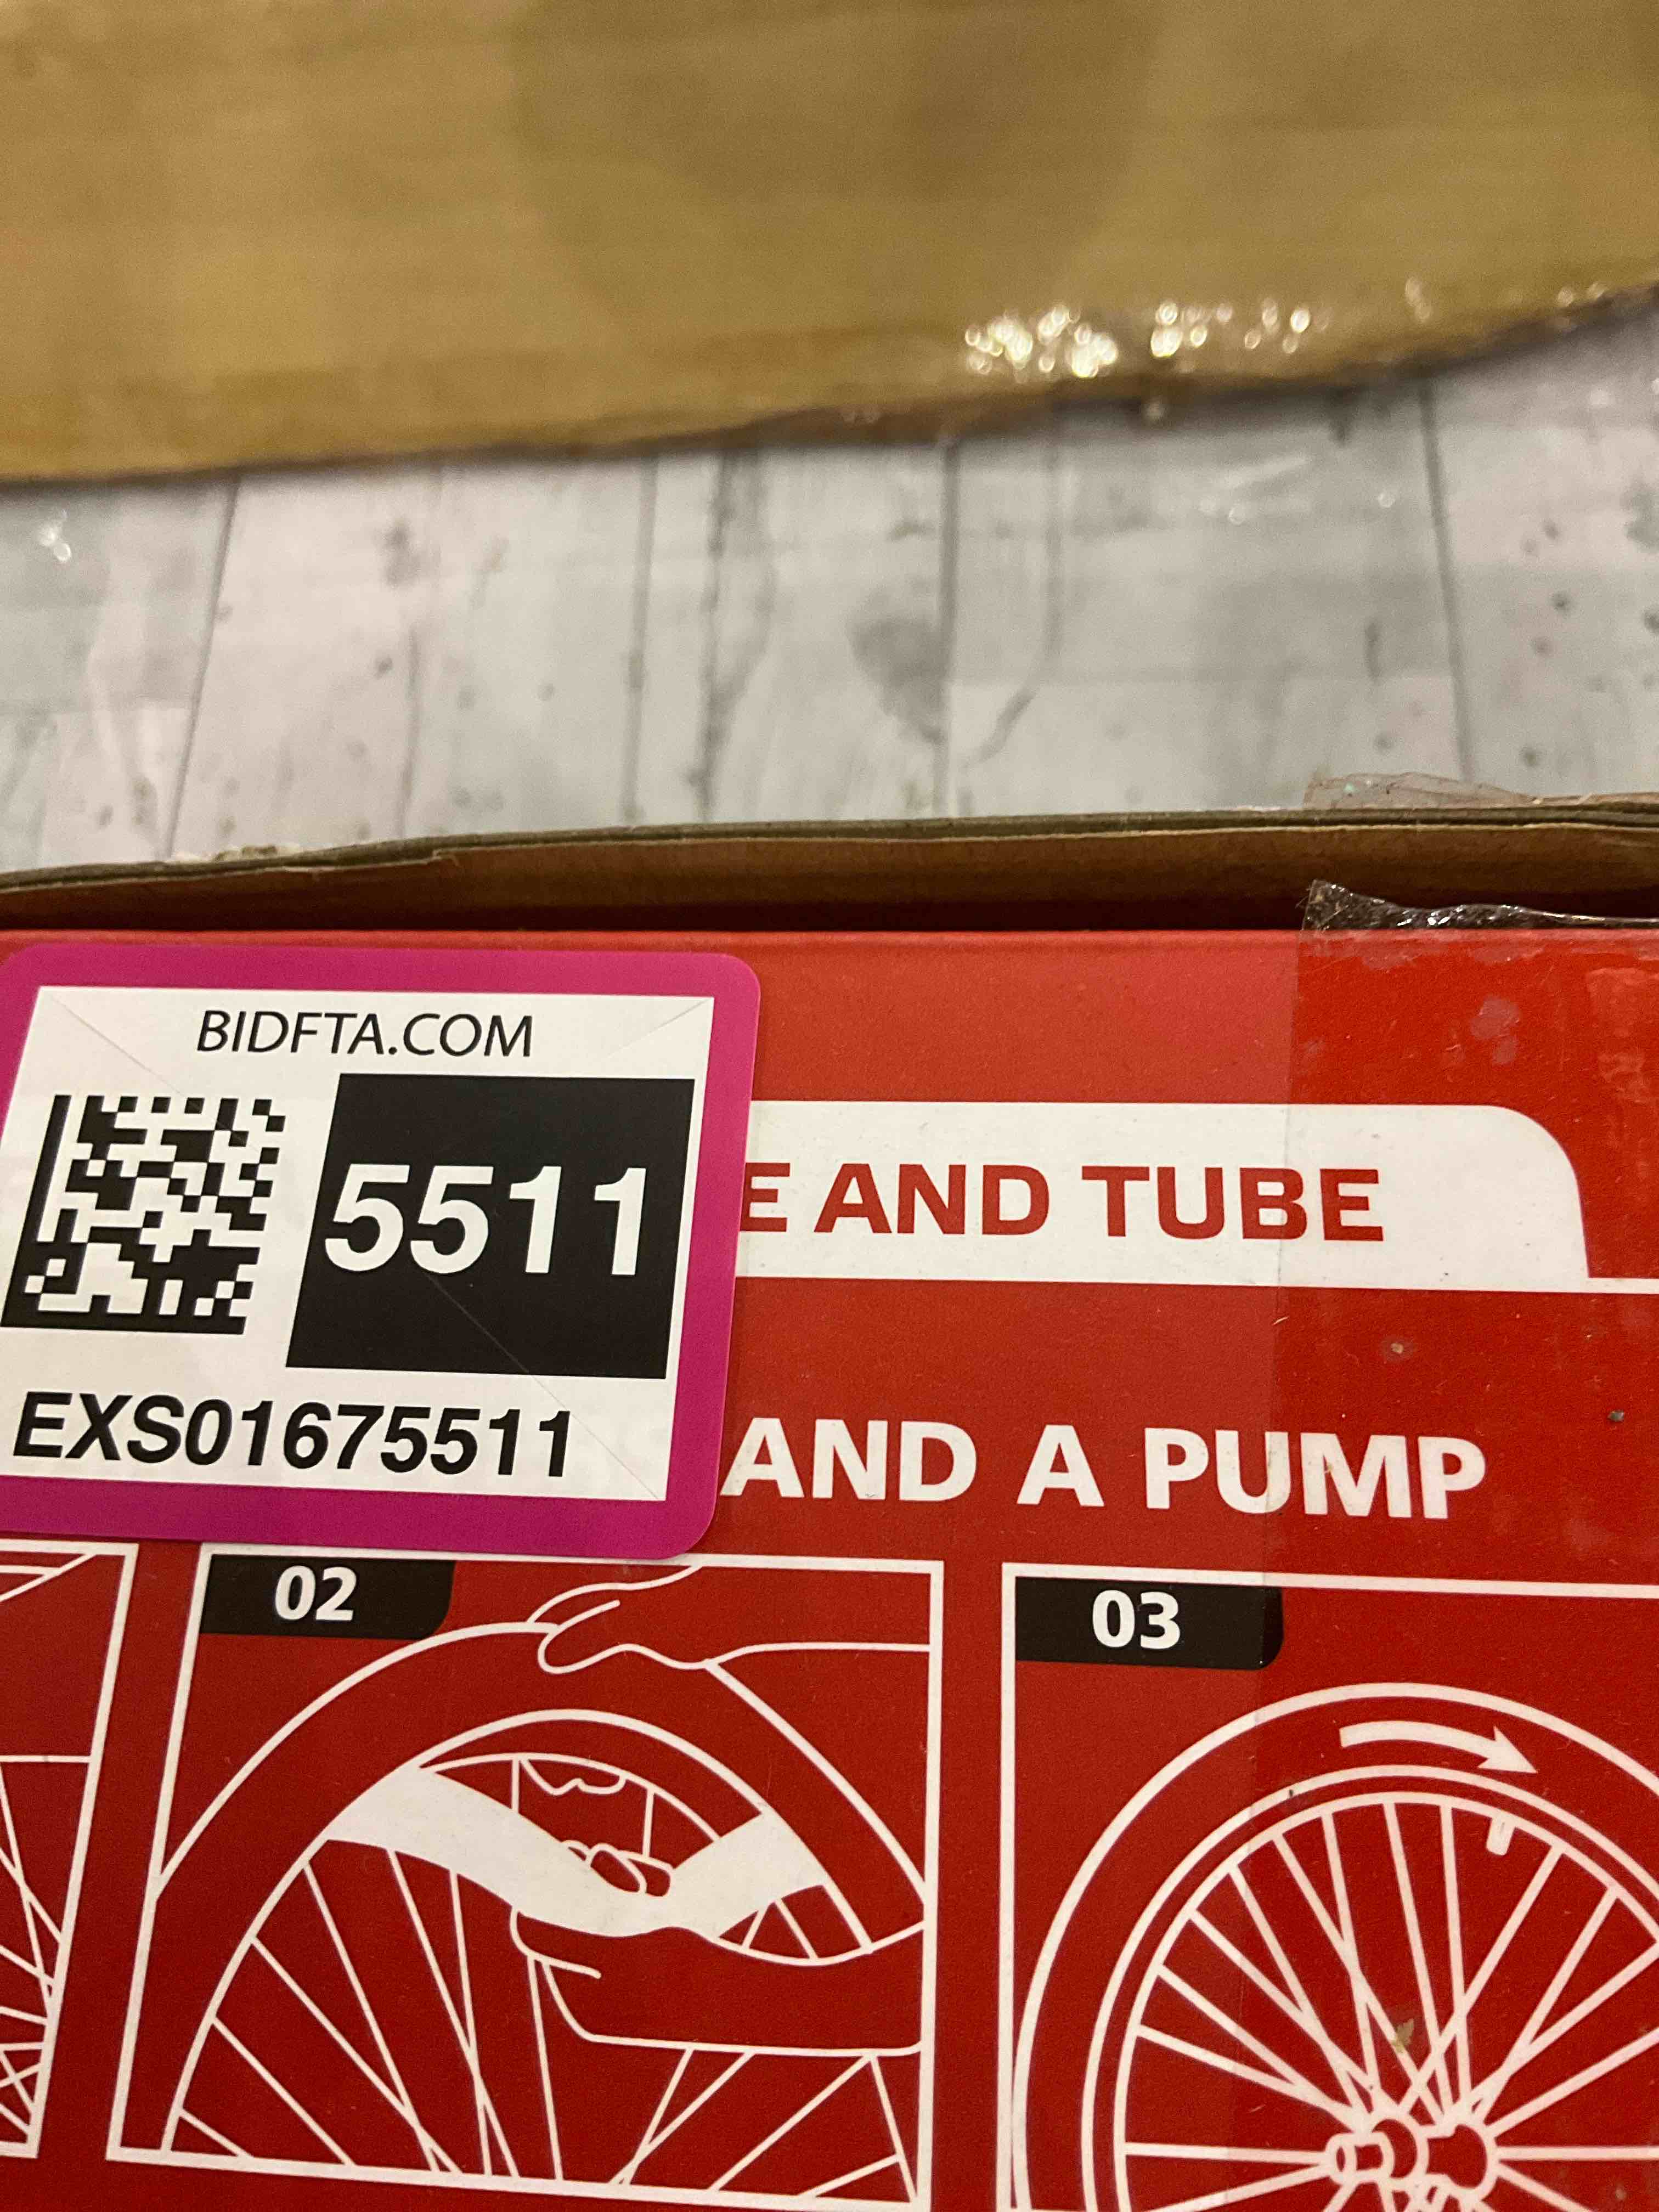 BIDFTA.COM
5511
EXS01675511
E AND TUBE
AND A PUMP
02
03